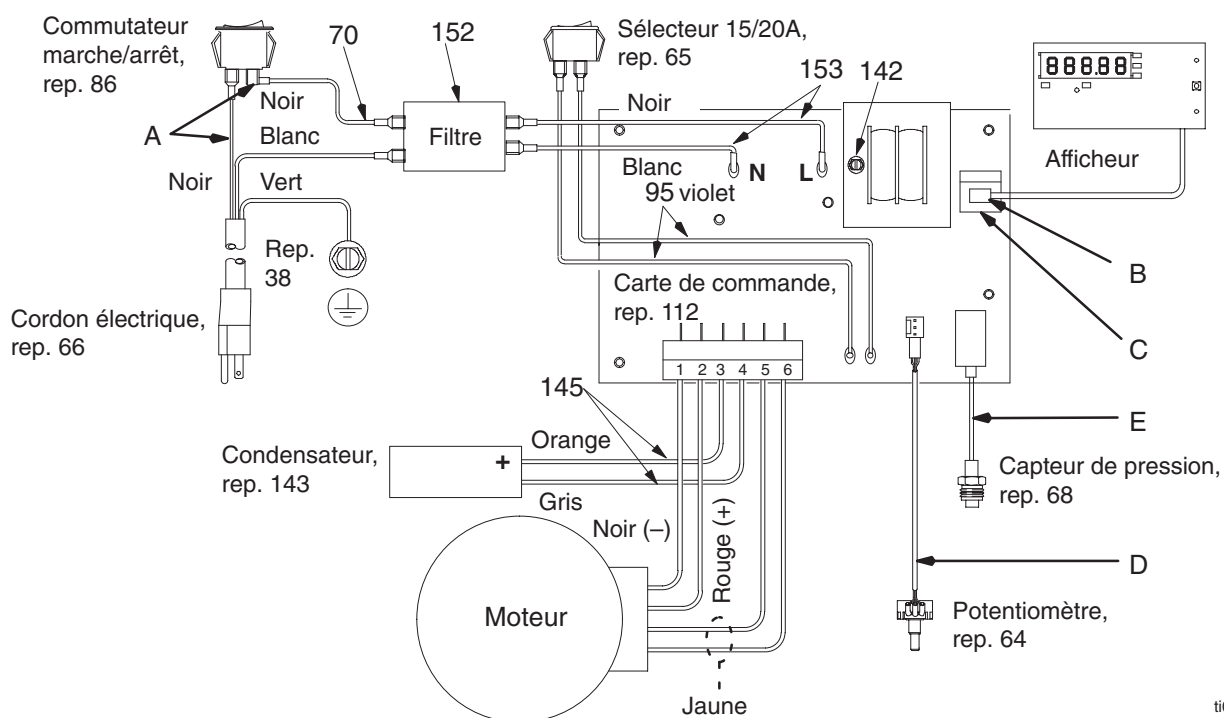 Commutateur
marche/arrêt,
rep. 86
70
152
Sélecteur 15/20A,
rep. 65
153
142
88888
Noir
Noir
A
Blanc
Filtre
Afficheur
Blanc
N
L
Noir
Vert
95 violet
B
Rep.
38
Carte de commande,
rep. 112
Cordon électrique,
rep. 66
C
1 2 3 4 5 6
145
E
Orange
Condensateur,
rep. 143
+
Capteur de pression,
rep. 68
Gris
Noir (–)
Rouge (+)
D
Moteur
Potentiomètre,
rep. 64
Jaune